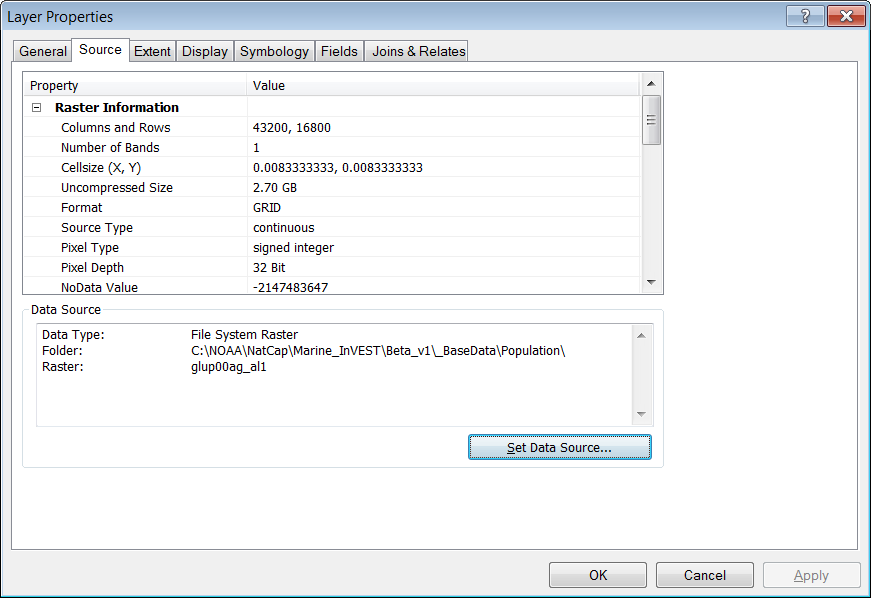 Layer Properties
General Source Extent Display Symbology Fields Joins & Relates
Property Value
Raster Information
Columns and Rows 43200, 16800
Number of Bands 1
Cellsize (X, Y) 0.0083333333, 0.0083333333
Uncompressed Size 2.70 GB
Format GRID
Source Type continuous
Pixel Type signed integer
Pixel Depth 32 Bit
NoData Value -2147483647
Data Source
Data Type: File System Raster
Folder: C:\NOAA\NatCap\Marine_InVEST\Beta_v1\_BaseData\Population\
Raster: glup00ag_al1
Set Data Source...
OK Cancel Apply